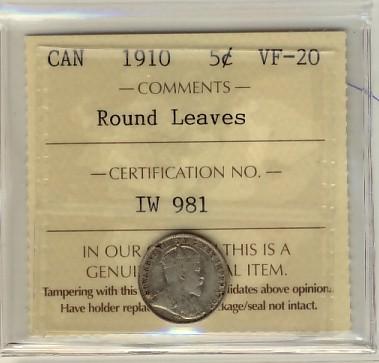 CAN 1910 5¢ VF-20
— COMMENTS —
Round Leaves
— CERTIFICATION NO. —
IW 981
IN OUR THIS IS A
GENUI AL ITEM.
Tampering with this idates above opinion.
Have holder repla kage/seal not intact.